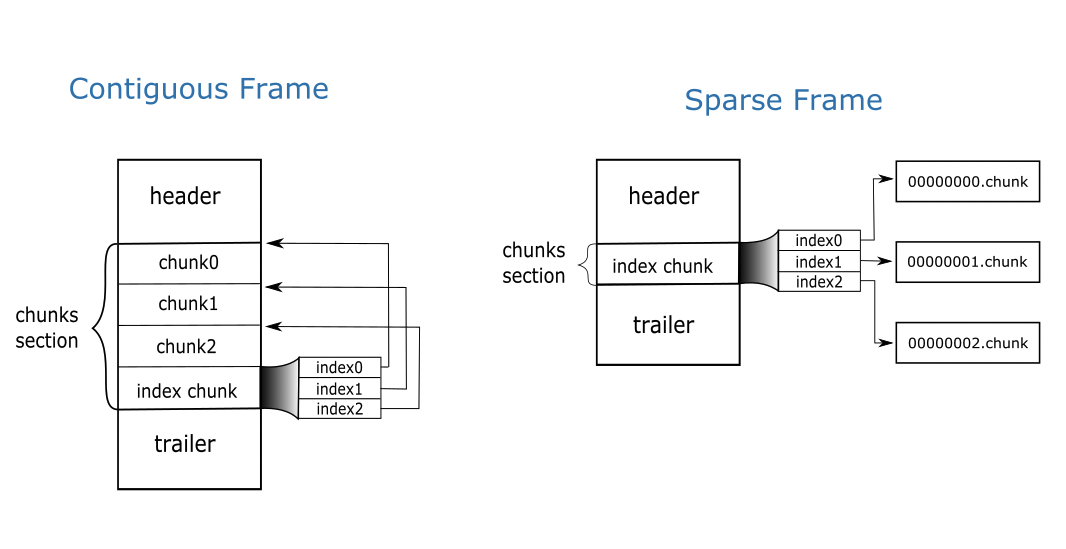 Contiguous Frame
header
chunks
section
chunk0
chunk1
chunk2
index chunk
index0
index1
index2
trailer
Sparse Frame
header
chunks
section
index chunk
trailer
index0
index1
index2
00000000.chunk
00000001.chunk
00000002.chunk